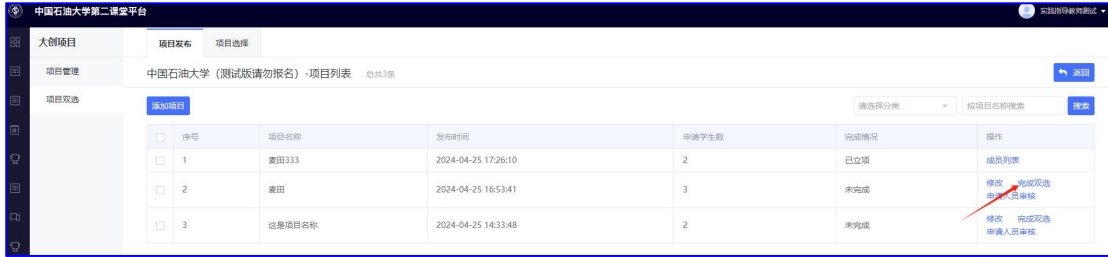 中国石油大学第二课堂平台
实践指导教师测试
大创项目
项目管理
项目双选
项目发布 项目选择
中国石油大学（测试版请勿报名）-项目列表 总共3条
返回
添加项目
请选择分类 按项目名称搜索 搜索
序号 项目名称 发布时间 申请学生数 完成情况 操作
1 麦田333 2024-04-25 17:26:10 2 已立项 成员列表
2 麦田 2024-04-25 16:53:41 3 未完成 修改 完成双选
申请人员审核
3 这是项目名称 2024-04-25 14:33:48 2 未完成 修改 完成双选
申请人员审核